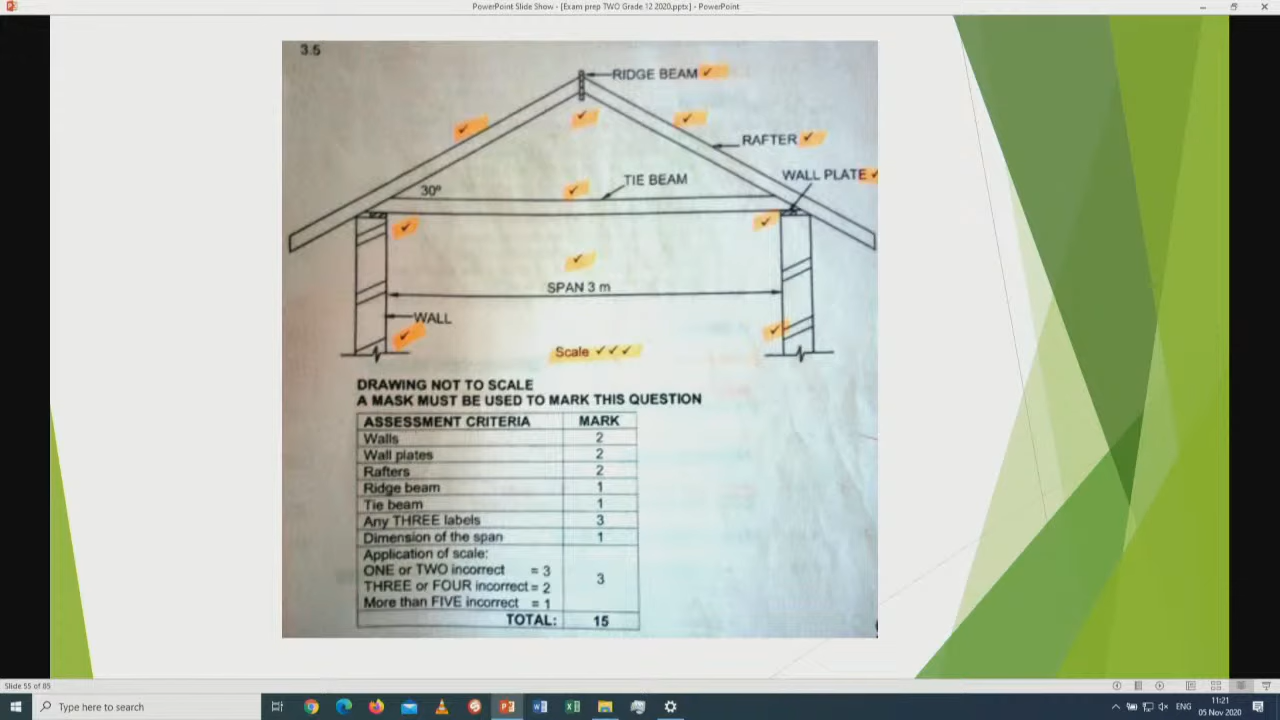 PowerPoint Slide Show - [Exam prep TWO Grade 12 2020.pptx] - PowerPoint
3.5
RIDGE BEAM ✓
RAFTER ✓
WALL PLATE ✓
TIE BEAM
30º
SPAN 3 m
WALL
Scale ✓✓✓
DRAWING NOT TO SCALE
A MASK MUST BE USED TO MARK THIS QUESTION
ASSESSMENT CRITERIA MARK
Walls 2
Wall plates 2
Rafters 2
Ridge beam 1
Tie beam 1
Any THREE labels 3
Dimension of the span 1
Application of scale:
ONE or TWO incorrect = 3
THREE or FOUR incorrect = 2
More than FIVE incorrect = 1
3
TOTAL: 15
Slide 55 of 85
Type here to search
ENG
11:21
05 Nov 2020